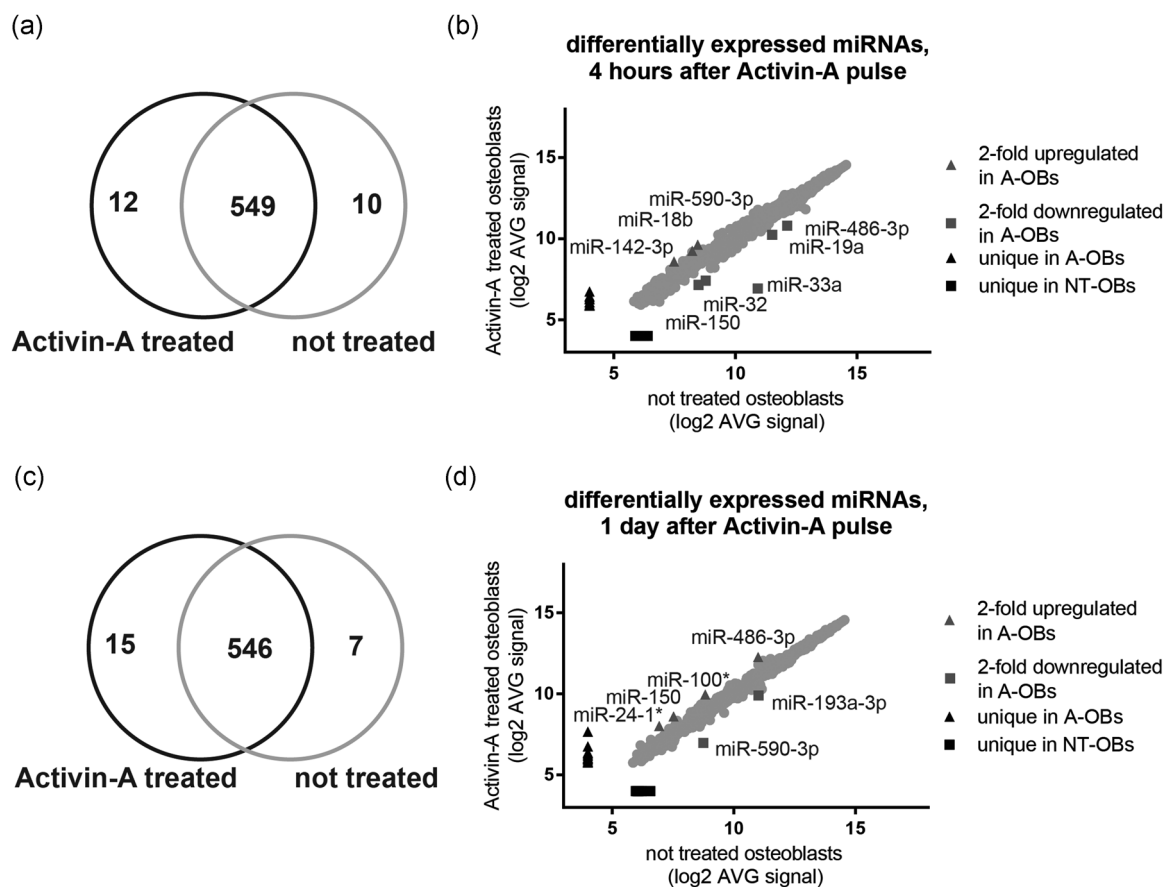 (a)
12
549
10
Activin-A treated
not treated
(b)
differentially expressed miRNAs,
4 hours after Activin-A pulse
Activin-A treated osteoblasts
(log2 AVG signal)
15
10
5
miR-590-3p
miR-18b
miR-142-3p
miR-486-3p
miR-19a
miR-33a
miR-32
miR-150
5
10
15
not treated osteoblasts
(log2 AVG signal)
2-fold upregulated
in A-OBs
2-fold downregulated
in A-OBs
unique in A-OBs
unique in NT-OBs
(c)
15
546
7
Activin-A treated
not treated
(d)
differentially expressed miRNAs,
1 day after Activin-A pulse
Activin-A treated osteoblasts
(log2 AVG signal)
15
10
5
miR-486-3p
miR-100*
miR-150
miR-24-1*
miR-193a-3p
miR-590-3p
5
10
15
not treated osteoblasts
(log2 AVG signal)
2-fold upregulated
in A-OBs
2-fold downregulated
in A-OBs
unique in A-OBs
unique in NT-OBs